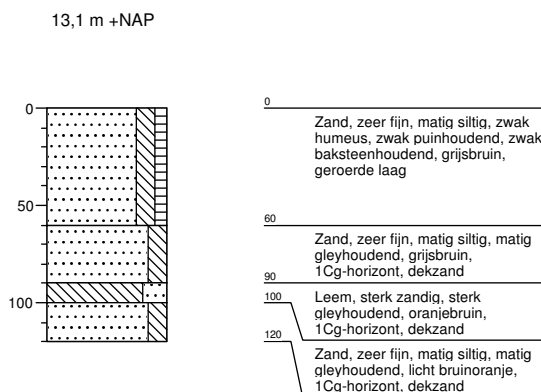 13,1 m +NAP
0
50
100
0
Zand, zeer fijn, matig siltig, zwak
humeus, zwak puinhoudend, zwak
baksteenhoudend, grijsbruin,
geroerde laag
60
Zand, zeer fijn, matig siltig, matig
gleyhoudend, grijsbruin,
1Cg-horizont, dekzand
90
Leem, sterk zandig, sterk
gleyhoudend, oranjebruin,
1Cg-horizont, dekzand
100
Zand, zeer fijn, matig siltig, matig
gleyhoudend, licht bruinoranje,
1Cg-horizont, dekzand
120